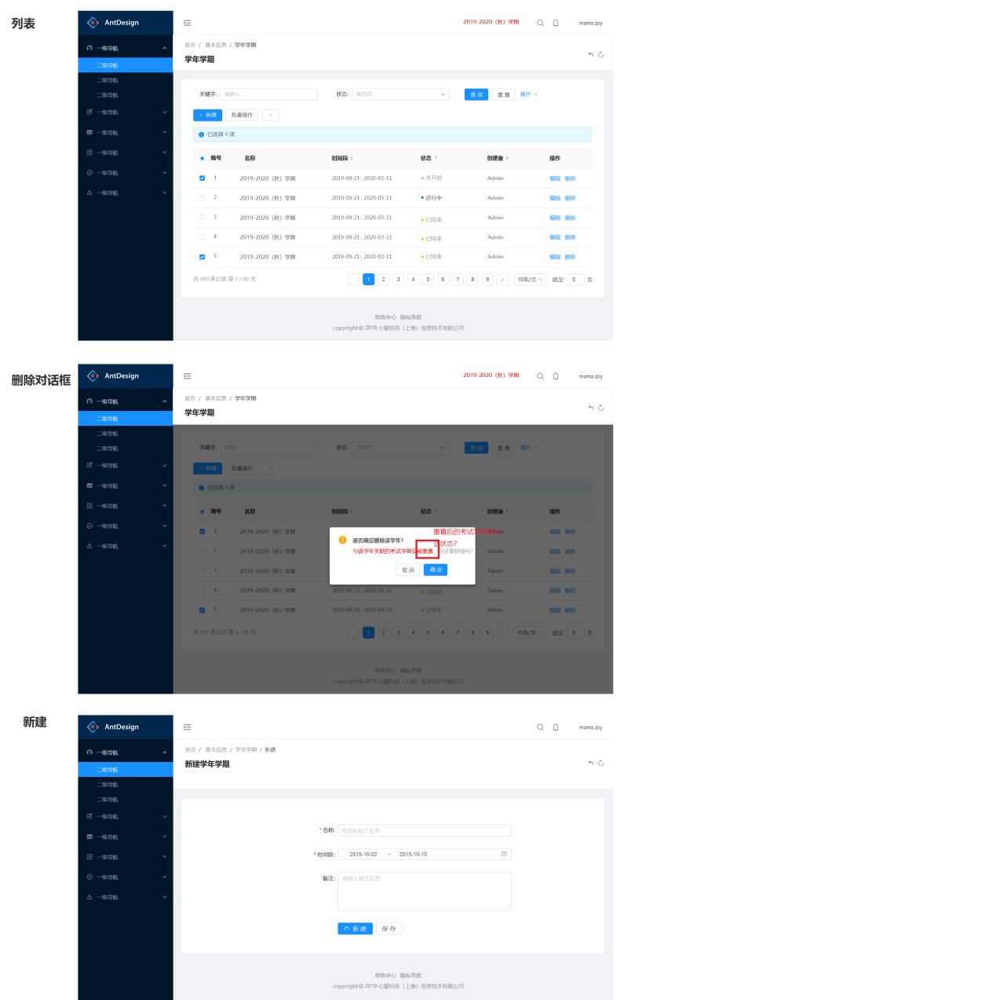 列表
AntDesign
2019-2020（秋）学期
momo.zxy
一级导航
二级导航
二级导航
二级导航
一级导航
一级导航
一级导航
一级导航
一级导航
首页 / 基本信息 / 学年学期
学年学期
关键字: 请输入 状态: 请选择 查 询 重 置 展开
+ 新建 批量操作 ···
已选择 4 项
编号 名称 时间段 状态 创建者 操作
1 2019-2020（秋）学期 2019-09-21 ; 2020-03-11 未开始 Admin 编辑 删除
2 2019-2020（秋）学期 2019-09-21 ; 2020-03-11 进行中 Admin 编辑 删除
3 2019-2020（秋）学期 2019-09-21 ; 2020-03-11 已结束 Admin 编辑 删除
4 2019-2020（秋）学期 2019-09-21 ; 2020-03-11 已结束 Admin 编辑 删除
5 2019-2020（秋）学期 2019-09-21 ; 2020-03-11 已结束 Admin 编辑 删除
共 400 条记录 第 1 / 80 页 1 2 3 4 5 6 7 8 9 > 10条/页 跳至 5 页
帮助中心 隐私条款
copyright© 2019 心慧科技（上海）信息技术有限公司
删除对话框
AntDesign
2019-2020（秋）学期
momo.zxy
一级导航
二级导航
二级导航
二级导航
一级导航
一级导航
一级导航
一级导航
一级导航
首页 / 基本信息 / 学年学期
学年学期
关键字: 请输入 状态: 请选择 查 询 重 置 展开
+ 新建 批量操作 ···
已选择 4 项
编号 名称 时间段 状态 创建者 操作
1 2019-2020（秋）学期 编辑 删除
2 2019-2020（秋）学期 Admin 编辑 删除
3 2019-2020（秋）学期 Admin 编辑 删除
4 2019-2020（秋）学期 2019-09-21 ; 2020-03-11 已结束 Admin 编辑 删除
5 2019-2020（秋）学期 2019-09-21 ; 2020-03-11 已结束 Admin 编辑 删除
重置后的考试学
么状态?
是否确定删除该学年?
与该学年关联的考试学期会被重置，你还要继续吗?
取 消 确 定
共 400 条记录 第 1 / 80 页 1 2 3 4 5 6 7 8 9 > 10条/页 跳至 5 页
帮助中心 隐私条款
copyright© 2019 心慧科技（上海）信息技术有限公司
新建
AntDesign
momo.zxy
一级导航
二级导航
二级导航
二级导航
一级导航
一级导航
一级导航
一级导航
一级导航
首页 / 基本信息 / 学年学期 / 新建
新建学年学期
* 名称: 给目标起个名字
* 时间段: 2015-10-02 ~ 2015-10-10
备注: 请输入备注信息
新 建 保 存
帮助中心 隐私条款
copyright© 2019 心慧科技（上海）信息技术有限公司